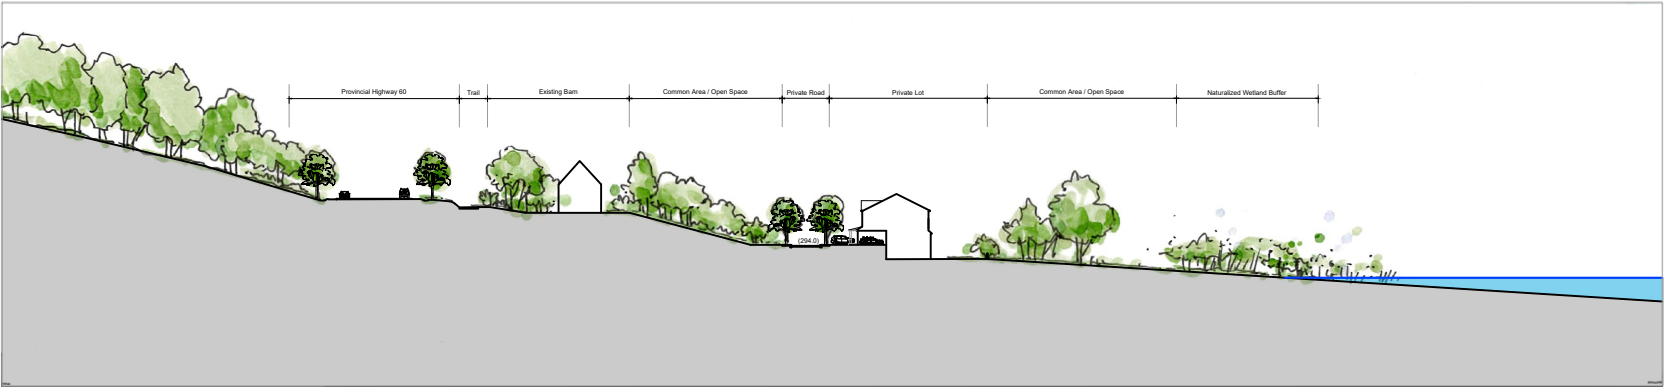 Provincial Highway 60
Trail
Existing Barn
Common Area / Open Space
Private Road
Private Lot
Common Area / Open Space
Naturalized Wetland Buffer
(294.0)